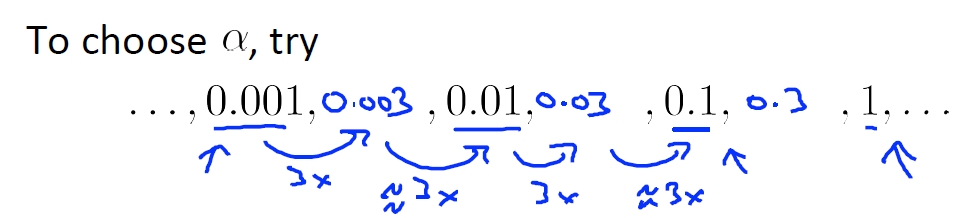 To choose α, try
..., 0.001, 0.003 , 0.01, 0.03 , 0.1, 0.3 , 1, ...
3x ≈3x 3x ≈3x